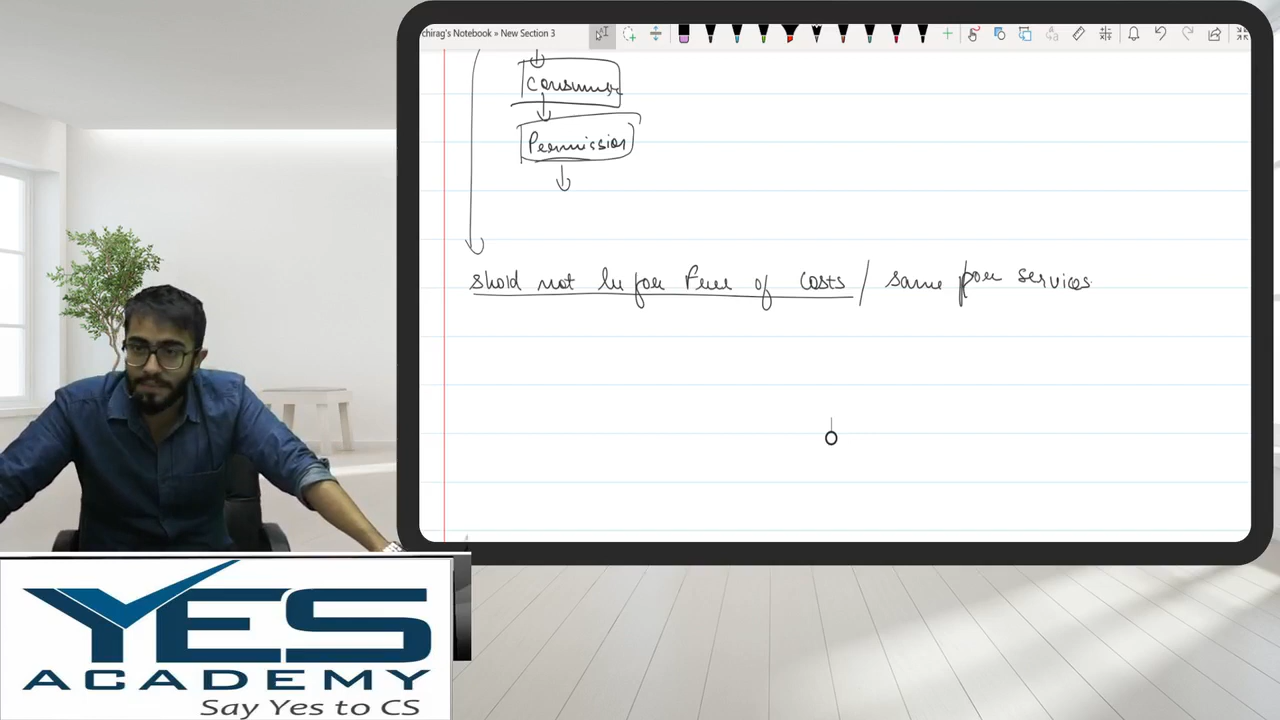 chirag's Notebook » New Section 3
Consumer
Permission
shold not be for Free of costs / same for services
YES
ACADEMY
Say Yes to CS